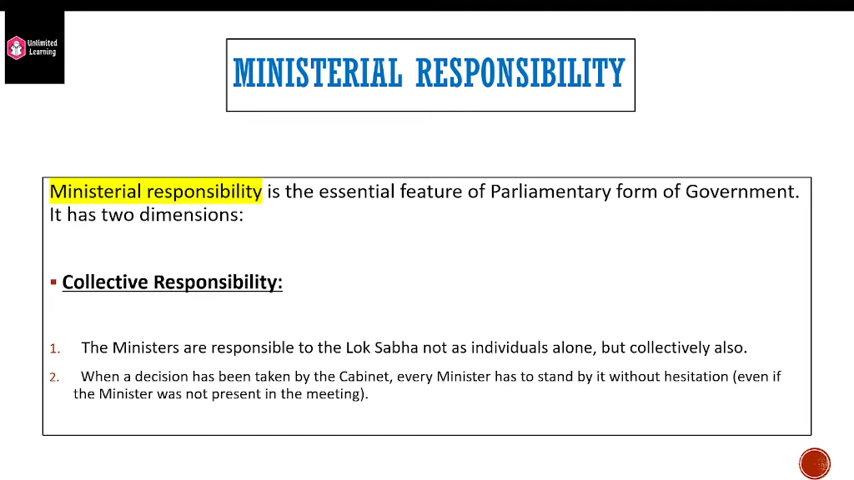 Unlimited
Learning
MINISTERIAL RESPONSIBILITY
Ministerial responsibility is the essential feature of Parliamentary form of Government.
It has two dimensions:
▪ Collective Responsibility:
1. The Ministers are responsible to the Lok Sabha not as individuals alone, but collectively also.
2. When a decision has been taken by the Cabinet, every Minister has to stand by it without hesitation (even if
the Minister was not present in the meeting).